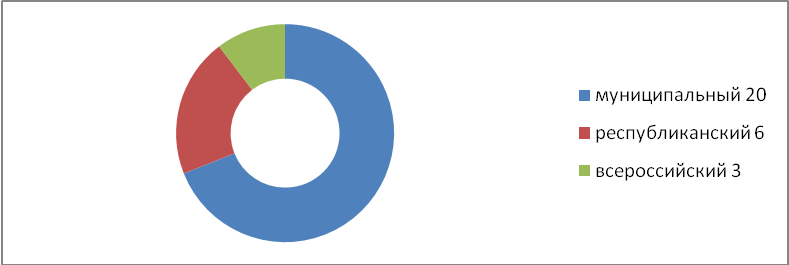 муниципальный 20
республиканский 6
всероссийский 3